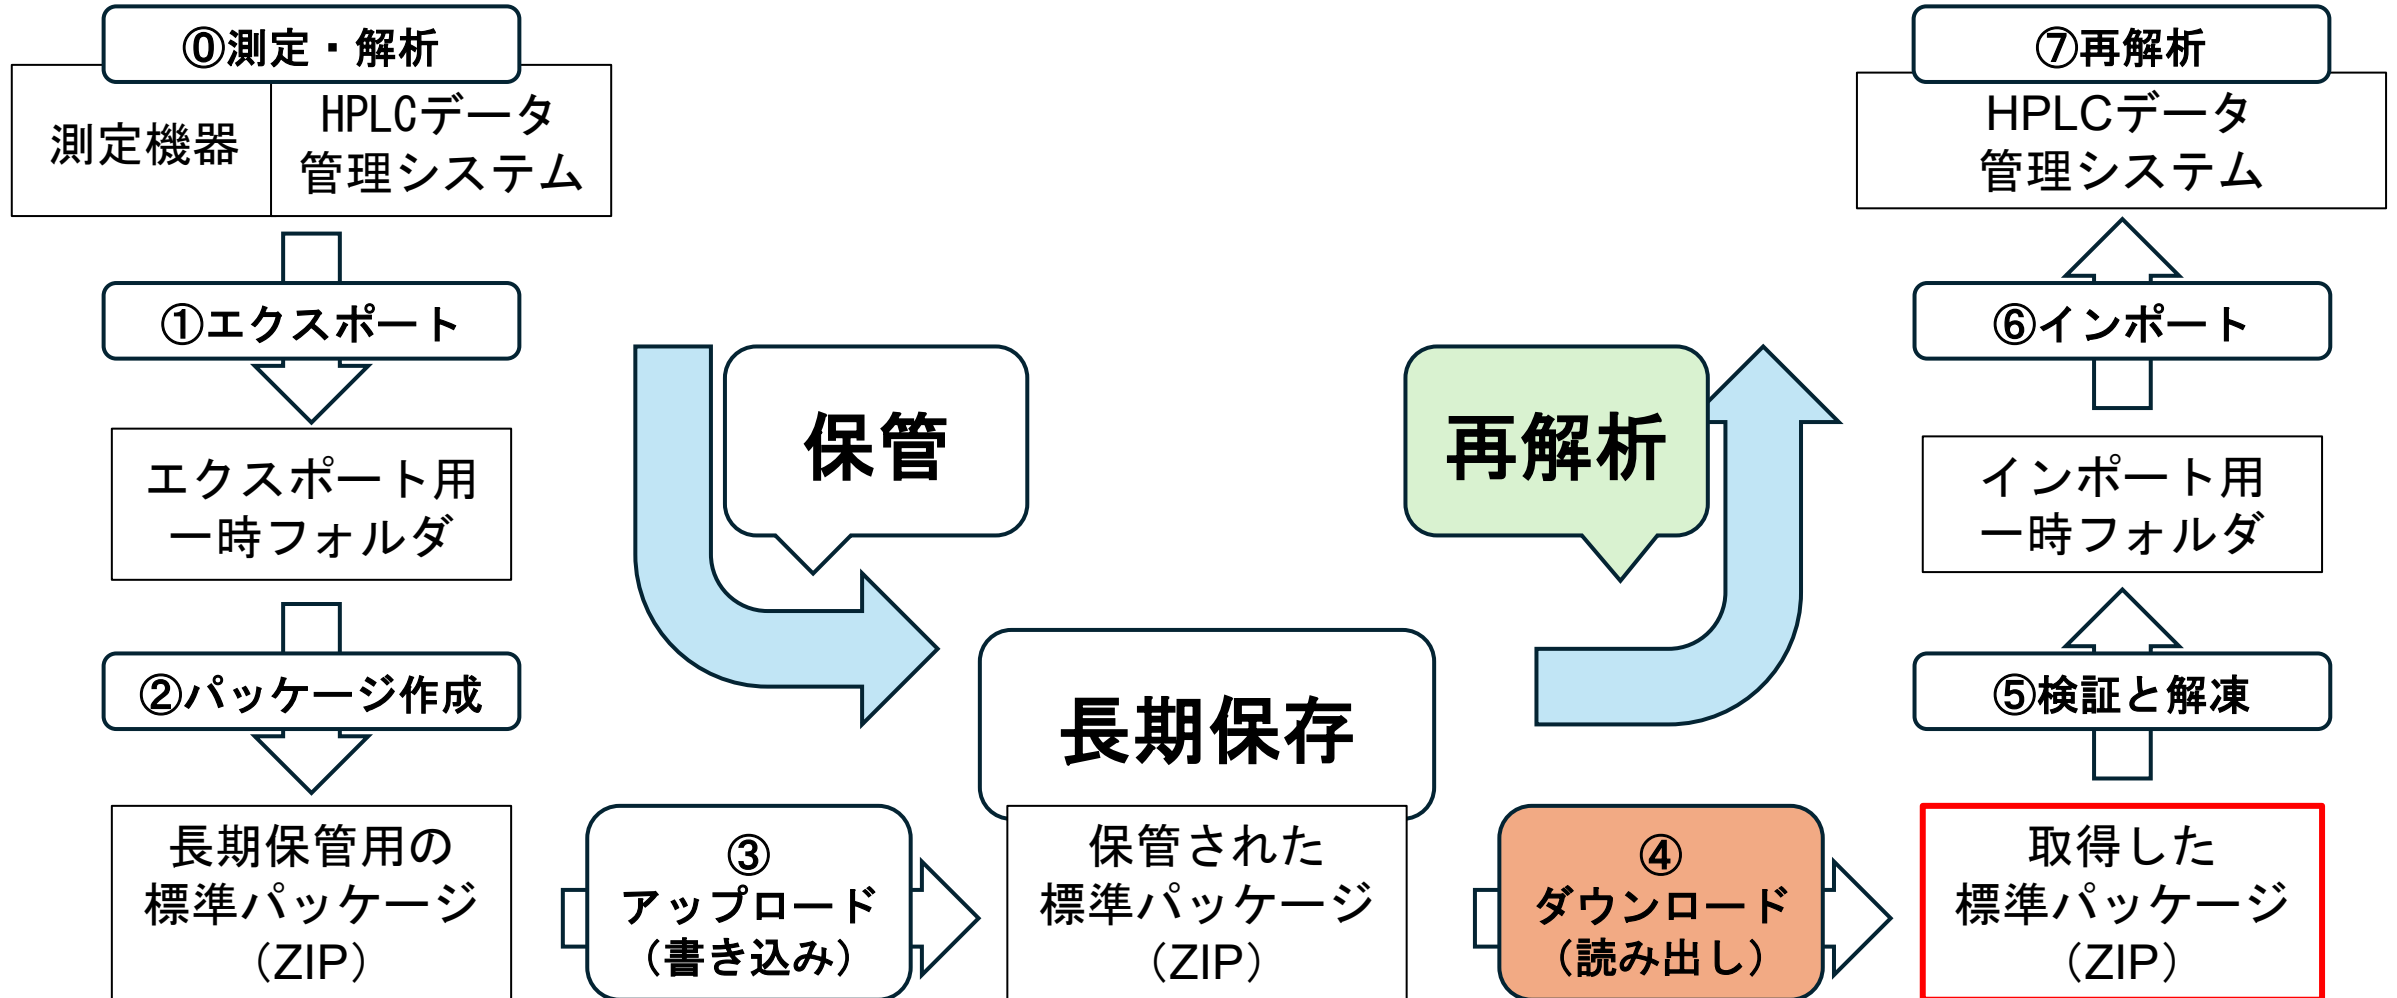 ⓪測定・解析
測定機器
HPLCデータ
管理システム
①エクスポート
エクスポート用
一時フォルダ
②パッケージ作成
長期保管用の
標準パッケージ
（ZIP）
保管
③
アップロード
（書き込み）
長期保存
保管された
標準パッケージ
（ZIP）
再解析
④
ダウンロード
（読み出し）
取得した
標準パッケージ
（ZIP）
⑤検証と解凍
インポート用
一時フォルダ
⑥インポート
⑦再解析
HPLCデータ
管理システム